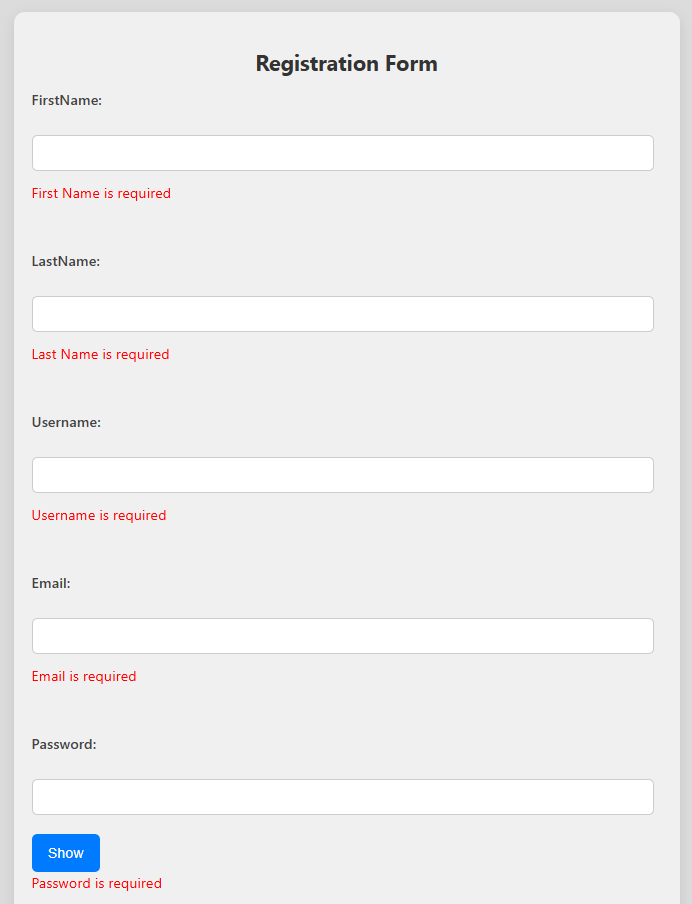 Registration Form
FirstName:
First Name is required
LastName:
Last Name is required
Username:
Username is required
Email:
Email is required
Password:
Show
Password is required